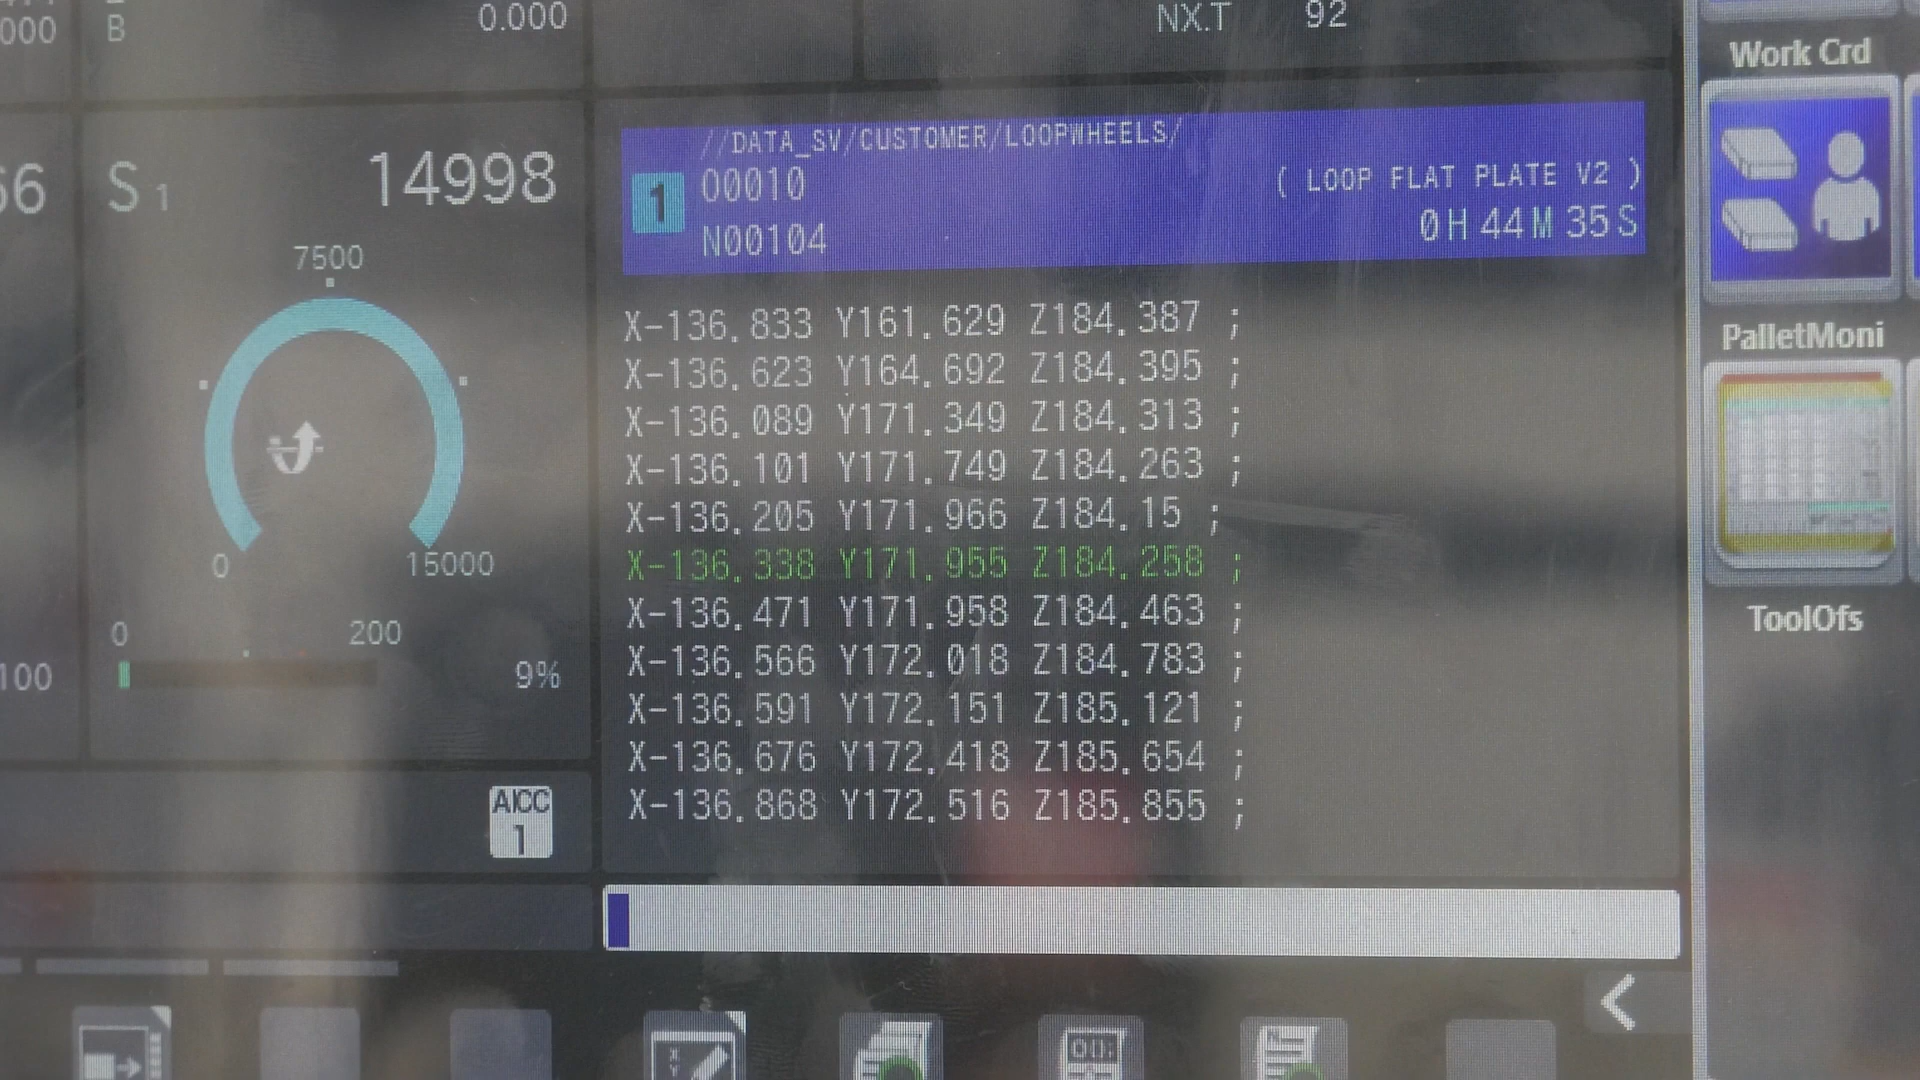 000
B
0.000
NX.T 92
Work Crd
66
S 1 14998
7500
0
15000
0
200
100
9%
AICC
1
//DATA_SV/CUSTOMER/LOOPWHEELS/
1
O0010
( LOOP FLAT PLATE V2 )
N00104
0H 44M 35S
X-136.833 Y161.629 Z184.387 ;
X-136.623 Y164.692 Z184.395 ;
X-136.089 Y171.349 Z184.313 ;
X-136.101 Y171.749 Z184.263 ;
X-136.205 Y171.966 Z184.15 ;
X-136.338 Y171.955 Z184.258 ;
X-136.471 Y171.958 Z184.463 ;
X-136.566 Y172.018 Z184.783 ;
X-136.591 Y172.151 Z185.121 ;
X-136.676 Y172.418 Z185.654 ;
X-136.868 Y172.516 Z185.855 ;
PalletMoni
ToolOfs